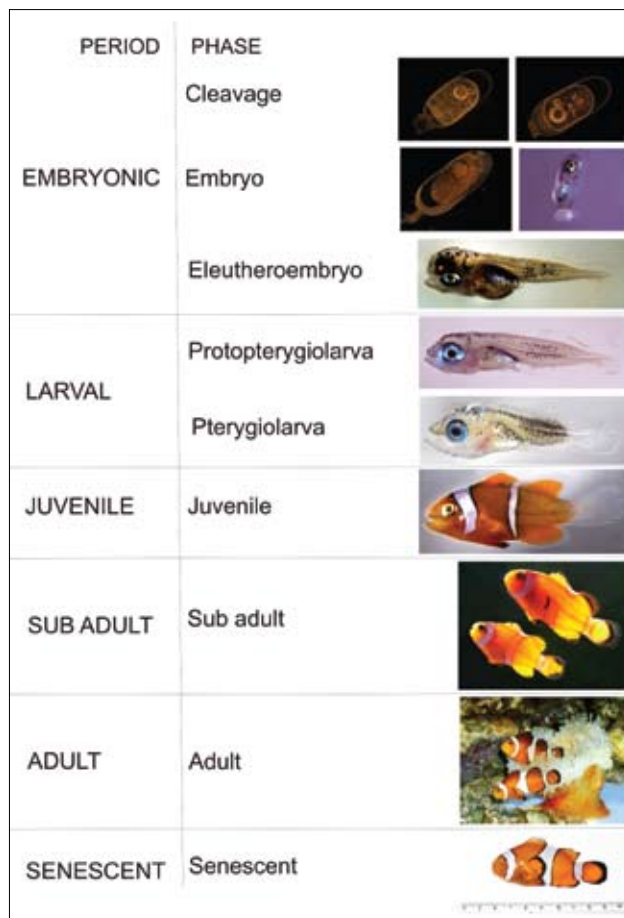 PERIOD PHASE
Cleavage
EMBRYONIC Embryo
Eleutheroembryo
Protopterygiolarva
LARVAL
Pterygiolarva
JUVENILE Juvenile
SUB ADULT Sub adult
ADULT Adult
SENESCENT Senescent